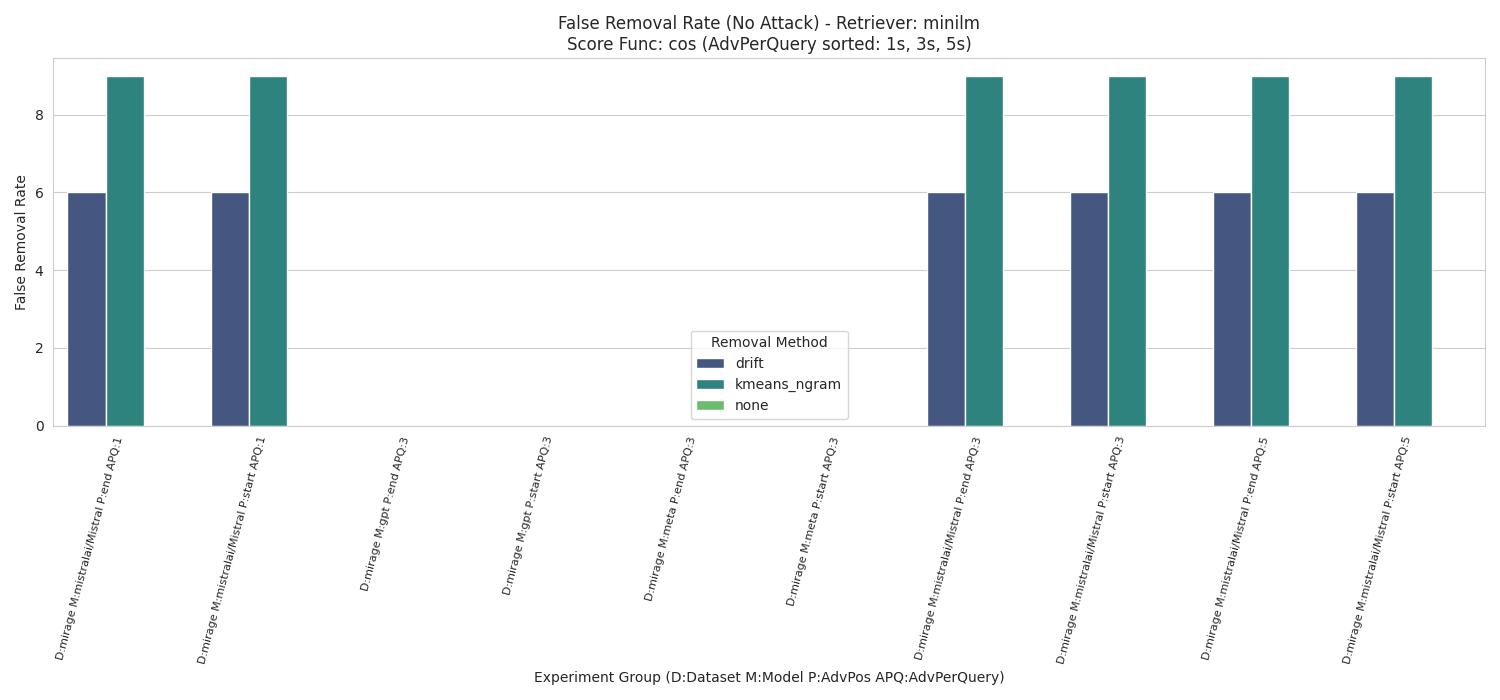 False Removal Rate (No Attack) - Retriever: minilm
Score Func: cos (AdvPerQuery sorted: 1s, 3s, 5s)
False Removal Rate
8
6
4
2
0
Removal Method
drift
kmeans_ngram
none
D:mirage M:mistralai/Mistral P:end APQ:1
D:mirage M:mistralai/Mistral P:start APQ:1
D:mirage M:gpt P:end APQ:3
D:mirage M:gpt P:start APQ:3
D:mirage M:meta P:end APQ:3
D:mirage M:meta P:start APQ:3
D:mirage M:mistralai/Mistral P:end APQ:3
D:mirage M:mistralai/Mistral P:start APQ:3
D:mirage M:mistralai/Mistral P:end APQ:5
D:mirage M:mistralai/Mistral P:start APQ:5
Experiment Group (D:Dataset M:Model P:AdvPos APQ:AdvPerQuery)